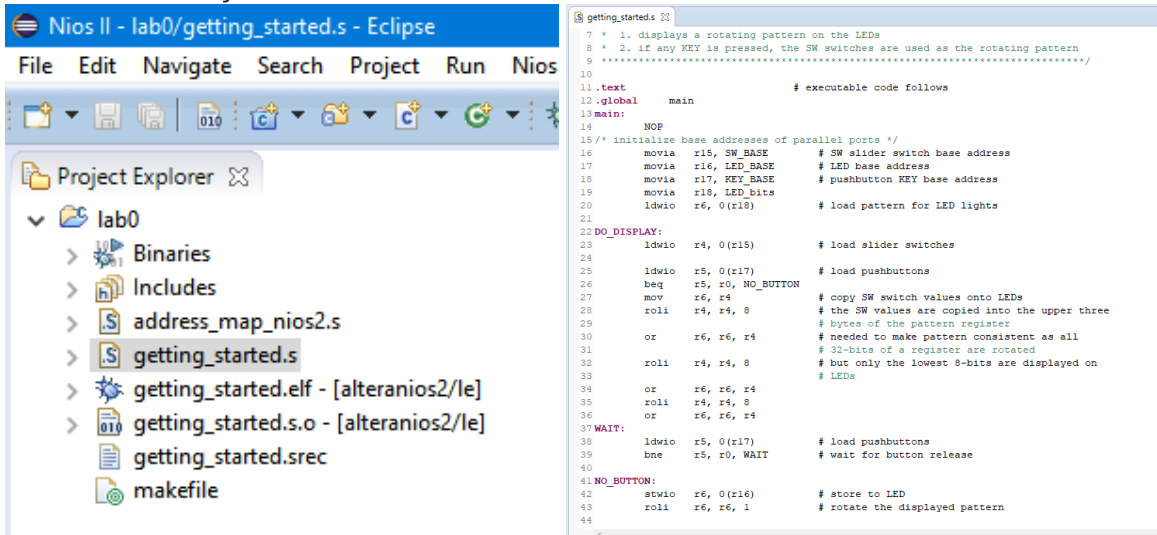 Nios II - lab0/getting_started.s - Eclipse
File Edit Navigate Search Project Run Nios
Project Explorer
lab0
Binaries
Includes
address_map_nios2.s
getting_started.s
getting_started.elf - [alteranios2/le]
getting_started.s.o - [alteranios2/le]
getting_started.srec
makefile
getting_started.s
7 * 1. displays a rotating pattern on the LEDs
8 * 2. if any KEY is pressed, the SW switches are used as the rotating pattern
9 ******************************************************************************/
10
11 .text # executable code follows
12 .global main
13 main:
14 NOP
15 /* initialize base addresses of parallel ports */
16 movia r15, SW_BASE # SW slider switch base address
17 movia r16, LED_BASE # LED base address
18 movia r17, KEY_BASE # pushbutton KEY base address
19 movia r18, LED_bits
20 ldwio r6, 0(r18) # load pattern for LED lights
21
22 DO_DISPLAY:
23 ldwio r4, 0(r15) # load slider switches
24
25 ldwio r5, 0(r17) # load pushbuttons
26 beq r5, r0, NO_BUTTON
27 mov r6, r4 # copy SW switch values onto LEDs
28 roli r4, r4, 8 # the SW values are copied into the upper three
29 # bytes of the pattern register
30 or r6, r6, r4 # needed to make pattern consistent as all
31 # 32-bits of a register are rotated
32 roli r4, r4, 8 # but only the lowest 8-bits are displayed on
33 # LEDs
34 or r6, r6, r4
35 roli r4, r4, 8
36 or r6, r6, r4
37 WAIT:
38 ldwio r5, 0(r17) # load pushbuttons
39 bne r5, r0, WAIT # wait for button release
40
41 NO_BUTTON:
42 stwio r6, 0(r16) # store to LED
43 roli r6, r6, 1 # rotate the displayed pattern
44